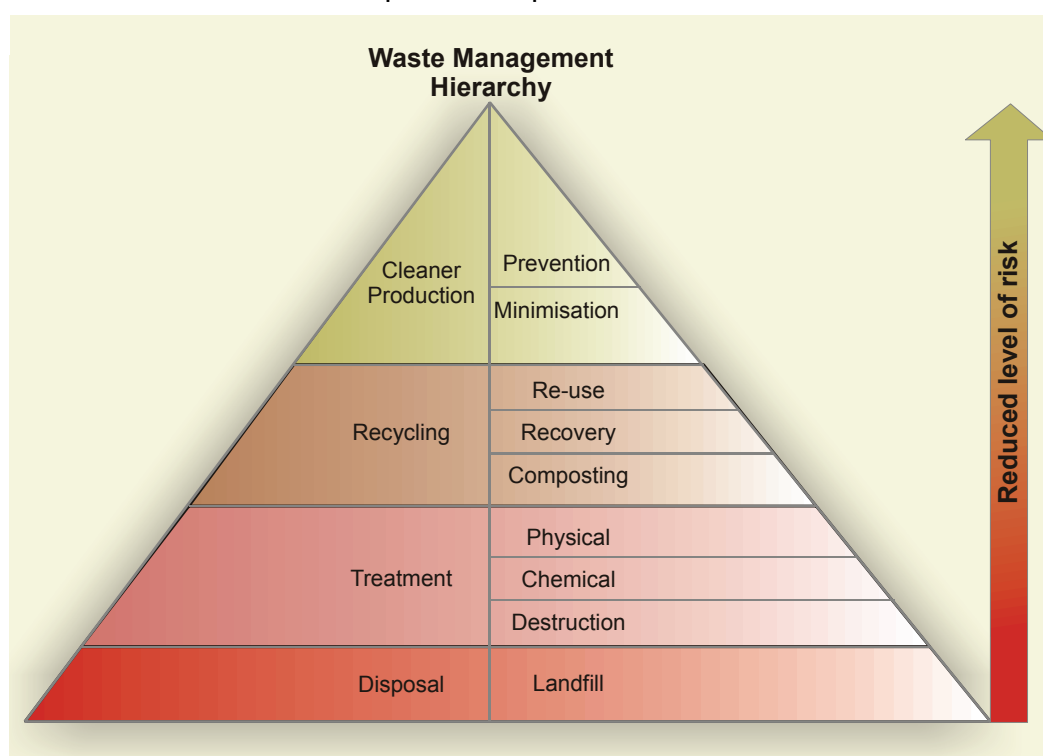 Waste Management
Hierarchy
Cleaner
Production
Prevention
Minimisation
Recycling
Re-use
Recovery
Composting
Treatment
Physical
Chemical
Destruction
Disposal
Landfill
Reduced level of risk